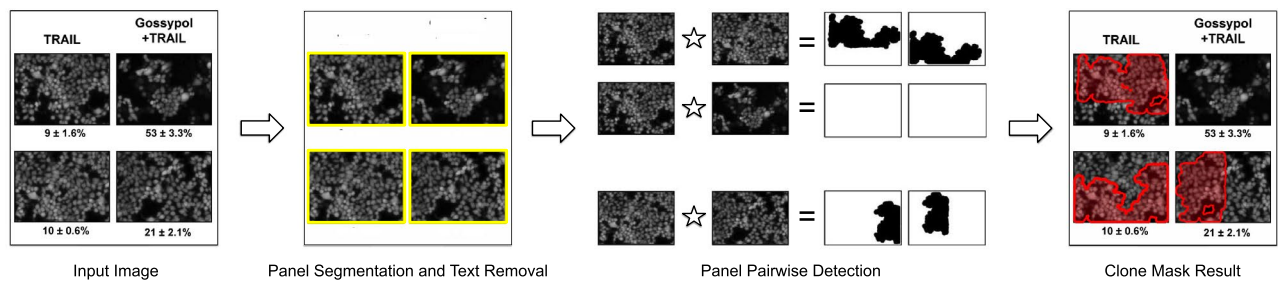 TRAIL
Gossypol
+TRAIL
9 ± 1.6%
53 ± 3.3%
10 ± 0.6%
21 ± 2.1%
Input Image
Panel Segmentation and Text Removal
=
=
=
Panel Pairwise Detection
TRAIL
Gossypol
+TRAIL
9 ± 1.6%
53 ± 3.3%
10 ± 0.6%
21 ± 2.1%
Clone Mask Result